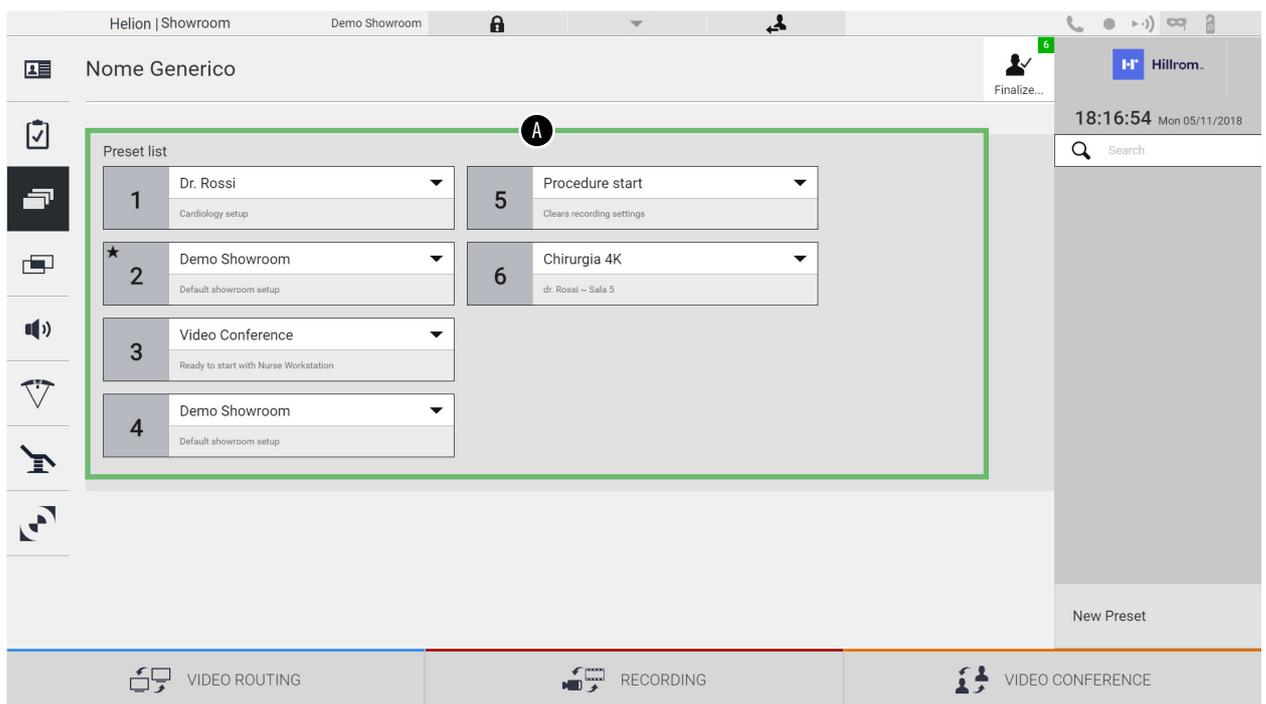 Helion | Showroom
Demo Showroom
Nome Generico
6
Finalize...
Hillrom
18:16:54 Mon 05/11/2018
Search
A
Preset list
1
Dr. Rossi
Cardiology setup
2
Demo Showroom
Default showroom setup
3
Video Conference
Ready to start with Nurse Workstation
4
Demo Showroom
Default showroom setup
5
Procedure start
Clears recording settings
6
Chirurgia 4K
dr. Rossi ~ Sala 5
New Preset
VIDEO ROUTING
RECORDING
VIDEO CONFERENCE